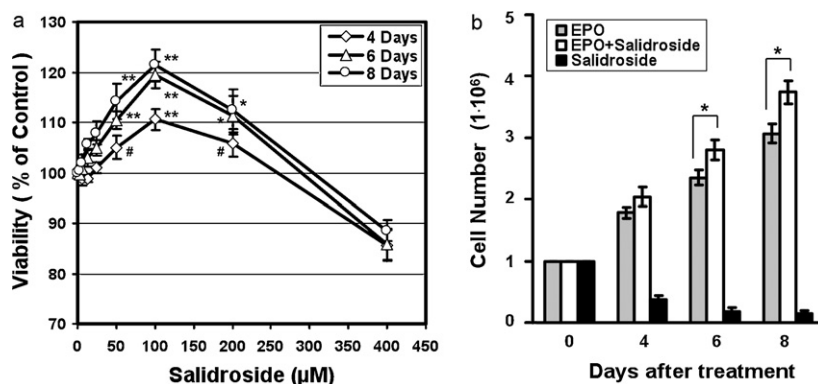 a
130
120
110
100
90
80
70
Viability ( % of Control )
4 Days
6 Days
8 Days
**
**
**
**
**
#
*
*
#
0 50 100 150 200 250 300 350 400 450
Salidroside (µM)
b
5
4
3
2
1
0
Cell Number (1·10⁶)
EPO
EPO+Salidroside
Salidroside
*
*
0 4 6 8
Days after treatment